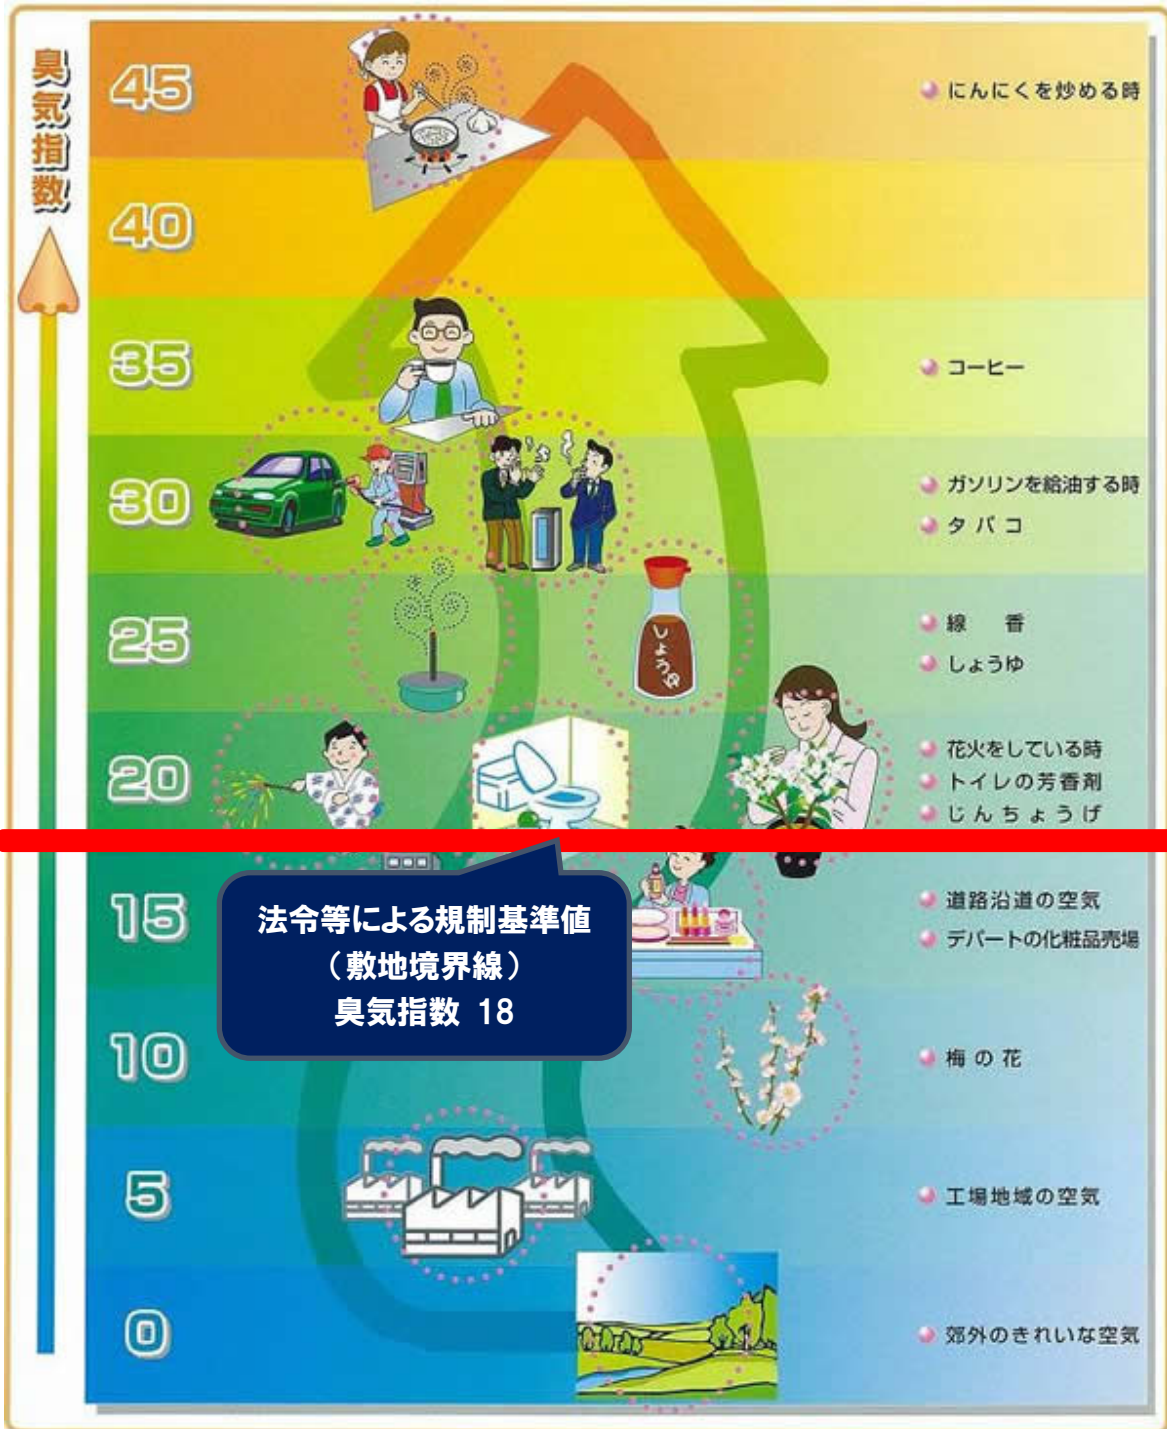 臭気指数
45
にんにくを炒める時
40
35
コーヒー
30
ガソリンを給油する時
タバコ
25
線 香
しょうゆ
しょうゆ
20
花火をしている時
トイレの芳香剤
じんちょうげ
15
道路沿道の空気
デパートの化粧品売場
法令等による規制基準値
（敷地境界線）
臭気指数 18
10
梅の花
5
工場地域の空気
0
郊外のきれいな空気